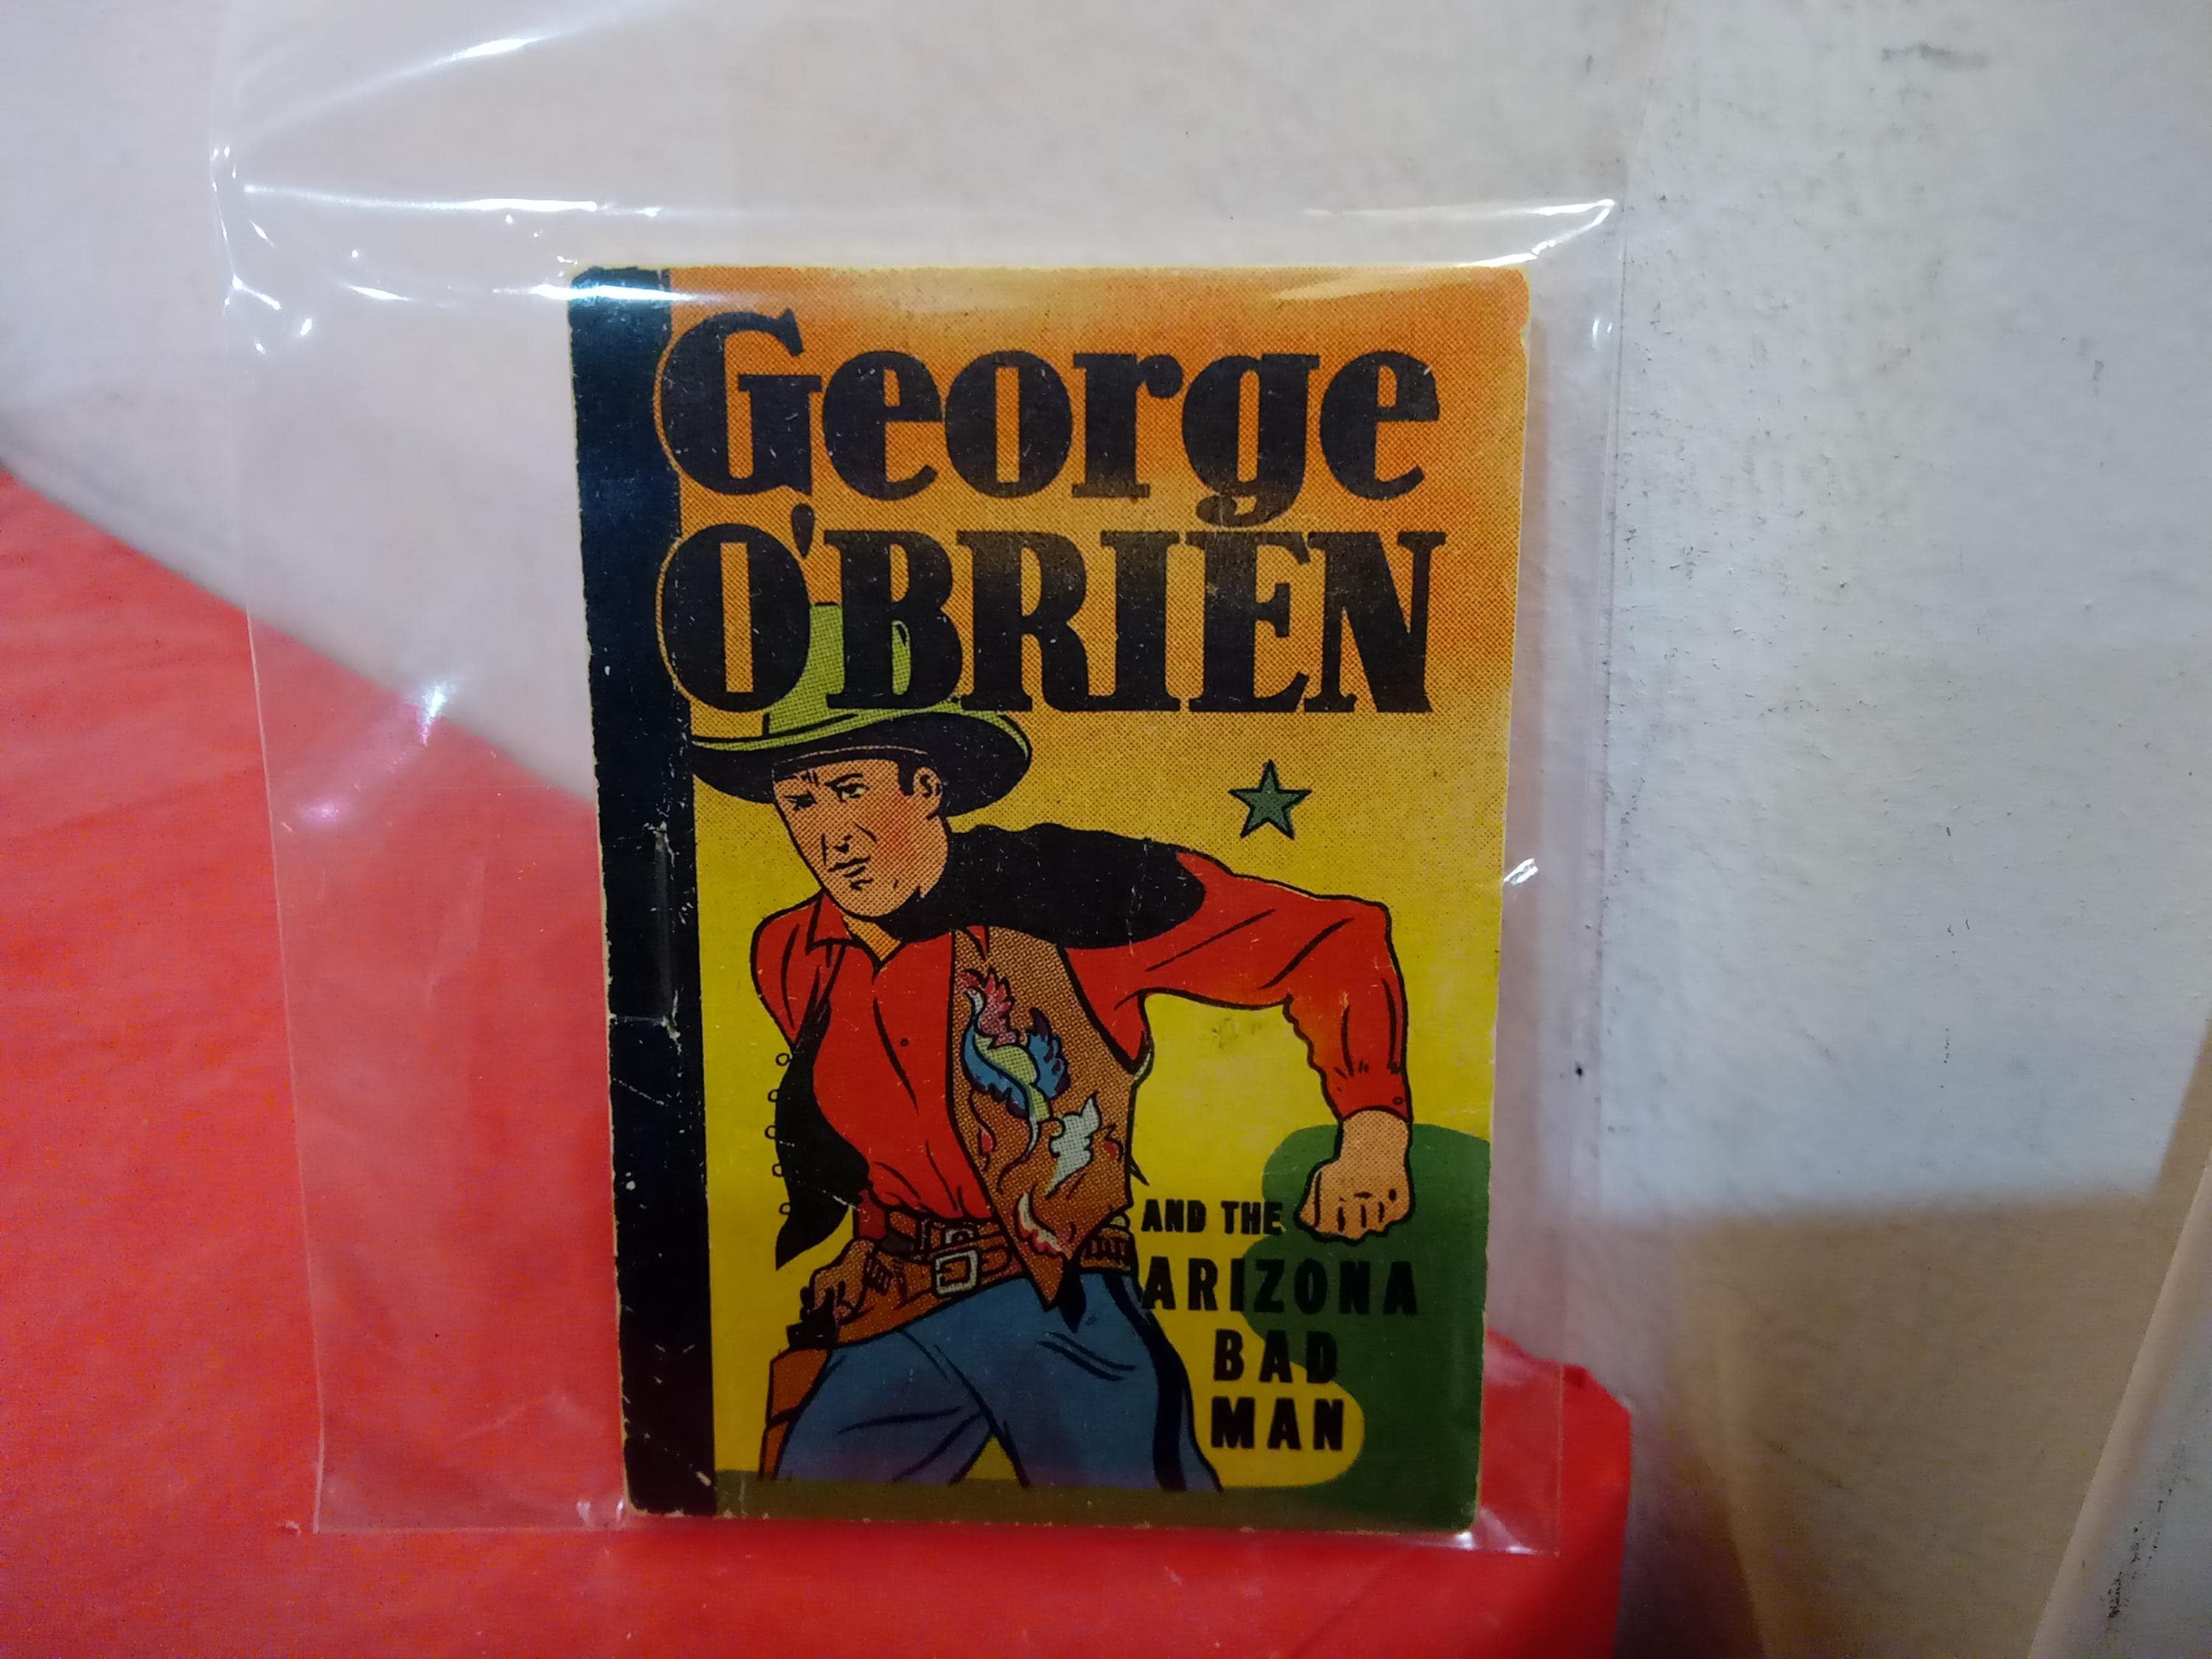 George
O'BRIEN
AND THE
ARIZONA
BAD
MAN